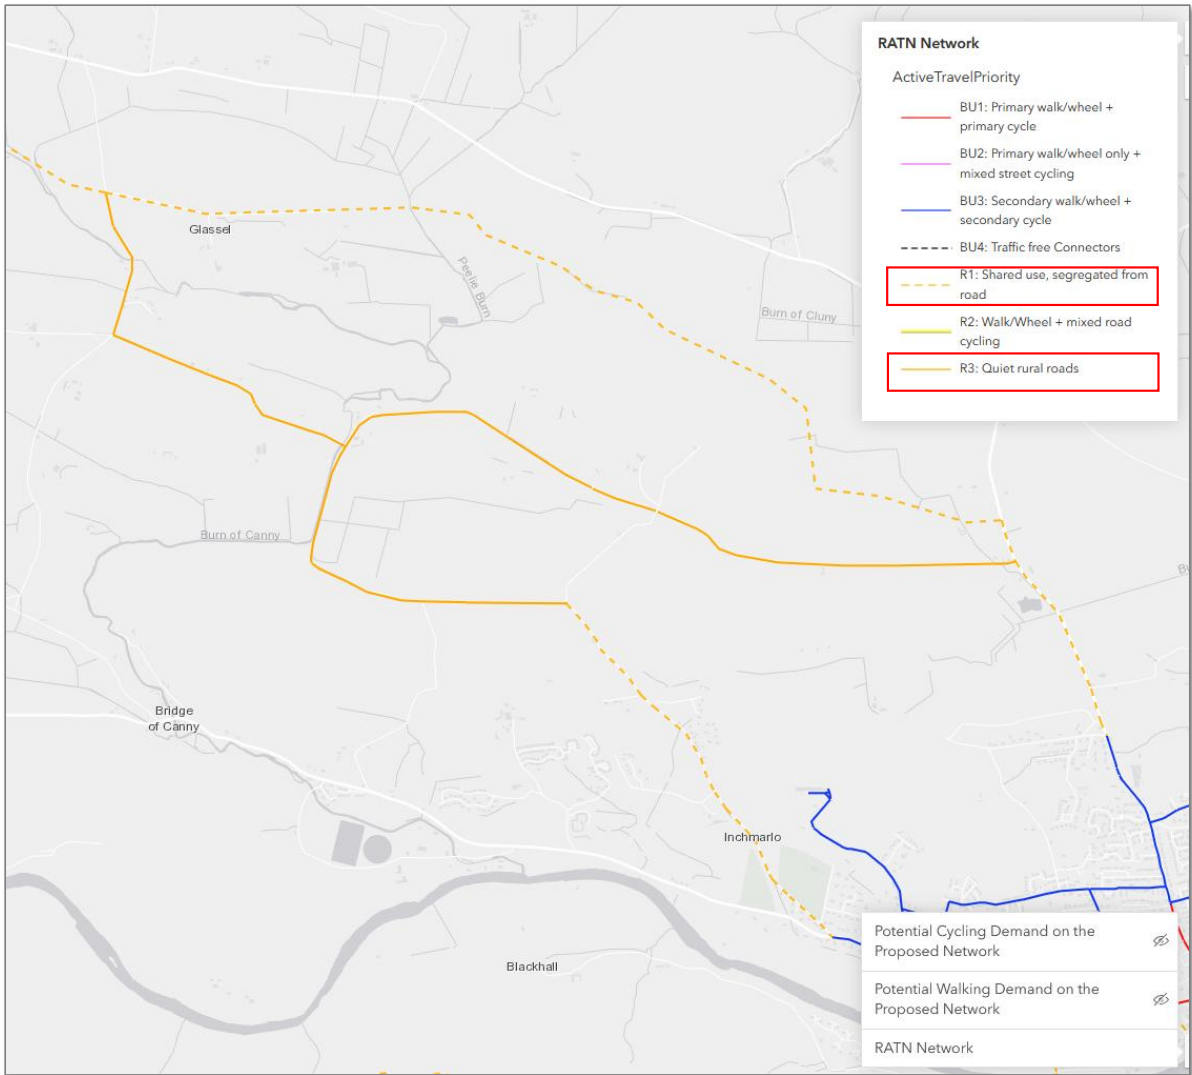 RATN Network
ActiveTravelPriority
BU1: Primary walk/wheel +
primary cycle
BU2: Primary walk/wheel only +
mixed street cycling
BU3: Secondary walk/wheel +
secondary cycle
BU4: Traffic free Connectors
R1: Shared use, segregated from
road
R2: Walk/Wheel + mixed road
cycling
R3: Quiet rural roads
Glassel
Peelie Burn
Burn of Cluny
Burn of Canny
Bridge
of Canny
Inchmarlo
Blackhall
Potential Cycling Demand on the
Proposed Network
Potential Walking Demand on the
Proposed Network
RATN Network